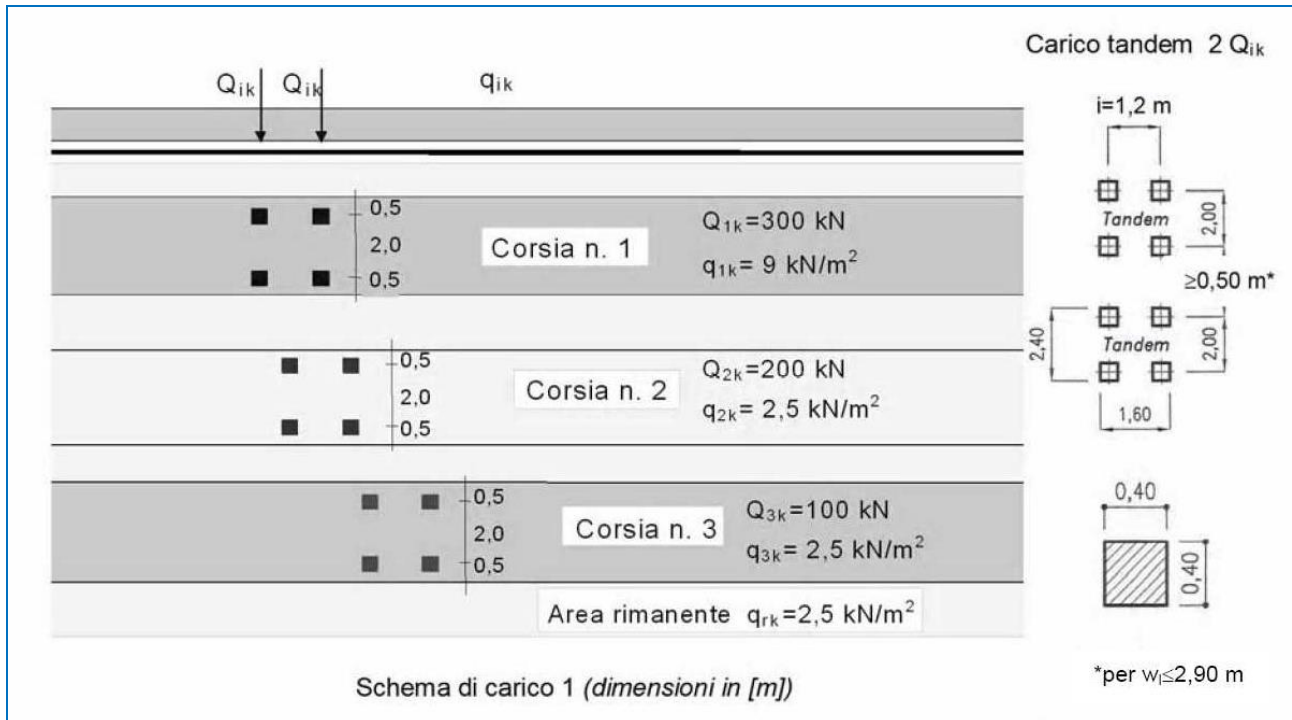 Carico tandem 2 Qik
Qik Qik qik
i=1,2 m
0,5
2,0
0,5
Corsia n. 1
Q1k=300 kN
q1k= 9 kN/m²
Tandem
2,00
≥0,50 m*
0,5
2,0
0,5
Corsia n. 2
Q2k=200 kN
q2k= 2,5 kN/m²
2,40
Tandem
2,00
1,60
0,5
2,0
0,5
Corsia n. 3
Q3k=100 kN
q3k= 2,5 kN/m²
0,40
0,40
Area rimanente qrk=2,5 kN/m²
Schema di carico 1 (dimensioni in [m])
*per wl≤2,90 m